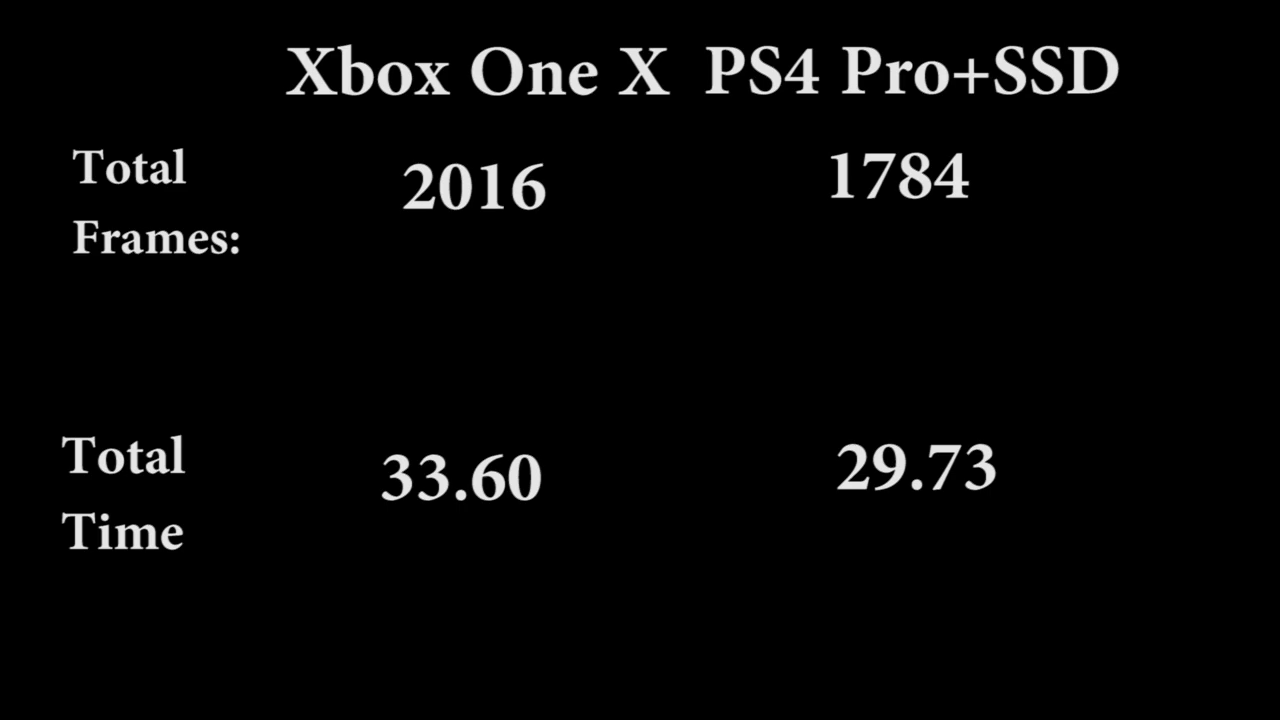 Xbox One X PS4 Pro+SSD
Total
Frames:
2016
1784
Total
Time
33.60
29.73